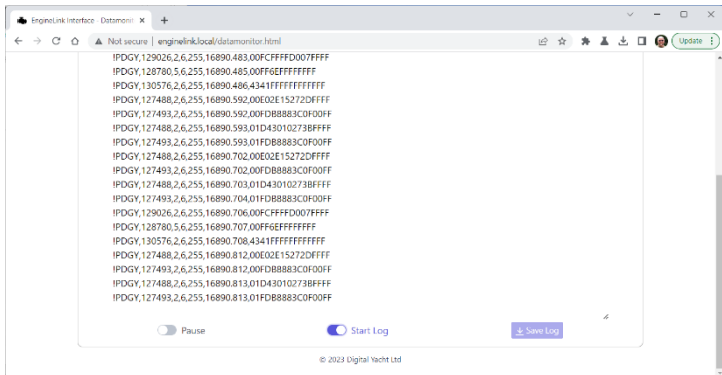 EngineLink Interface - Datamonit
Update
Not secure | enginelink.local/datamonitor.html
!PDGY,129026,2,6,255,16890.483,00FCFFFFD007FFFF
!PDGY,128780,5,6,255,16890.485,00FF6EFFFFFFFF
!PDGY,130576,2,6,255,16890.486,4341FFFFFFFFFFFF
!PDGY,127488,2,6,255,16890.592,00E02E15272DFFFF
!PDGY,127493,2,6,255,16890.592,00FDB8883C0F00FF
!PDGY,127488,2,6,255,16890.593,01D43010273BFFFF
!PDGY,127493,2,6,255,16890.593,01FDB8883C0F00FF
!PDGY,127488,2,6,255,16890.702,00E02E15272DFFFF
!PDGY,127493,2,6,255,16890.702,00FDB8883C0F00FF
!PDGY,127488,2,6,255,16890.703,01D43010273BFFFF
!PDGY,127493,2,6,255,16890.704,01FDB8883C0F00FF
!PDGY,129026,2,6,255,16890.706,00FCFFFFD007FFFF
!PDGY,128780,5,6,255,16890.707,00FF6EFFFFFFFF
!PDGY,130576,2,6,255,16890.708,4341FFFFFFFFFFFF
!PDGY,127488,2,6,255,16890.812,00E02E15272DFFFF
!PDGY,127493,2,6,255,16890.812,00FDB8883C0F00FF
!PDGY,127488,2,6,255,16890.813,01D43010273BFFFF
!PDGY,127493,2,6,255,16890.813,01FDB8883C0F00FF
Pause Start Log Save Log
© 2023 Digital Yacht Ltd